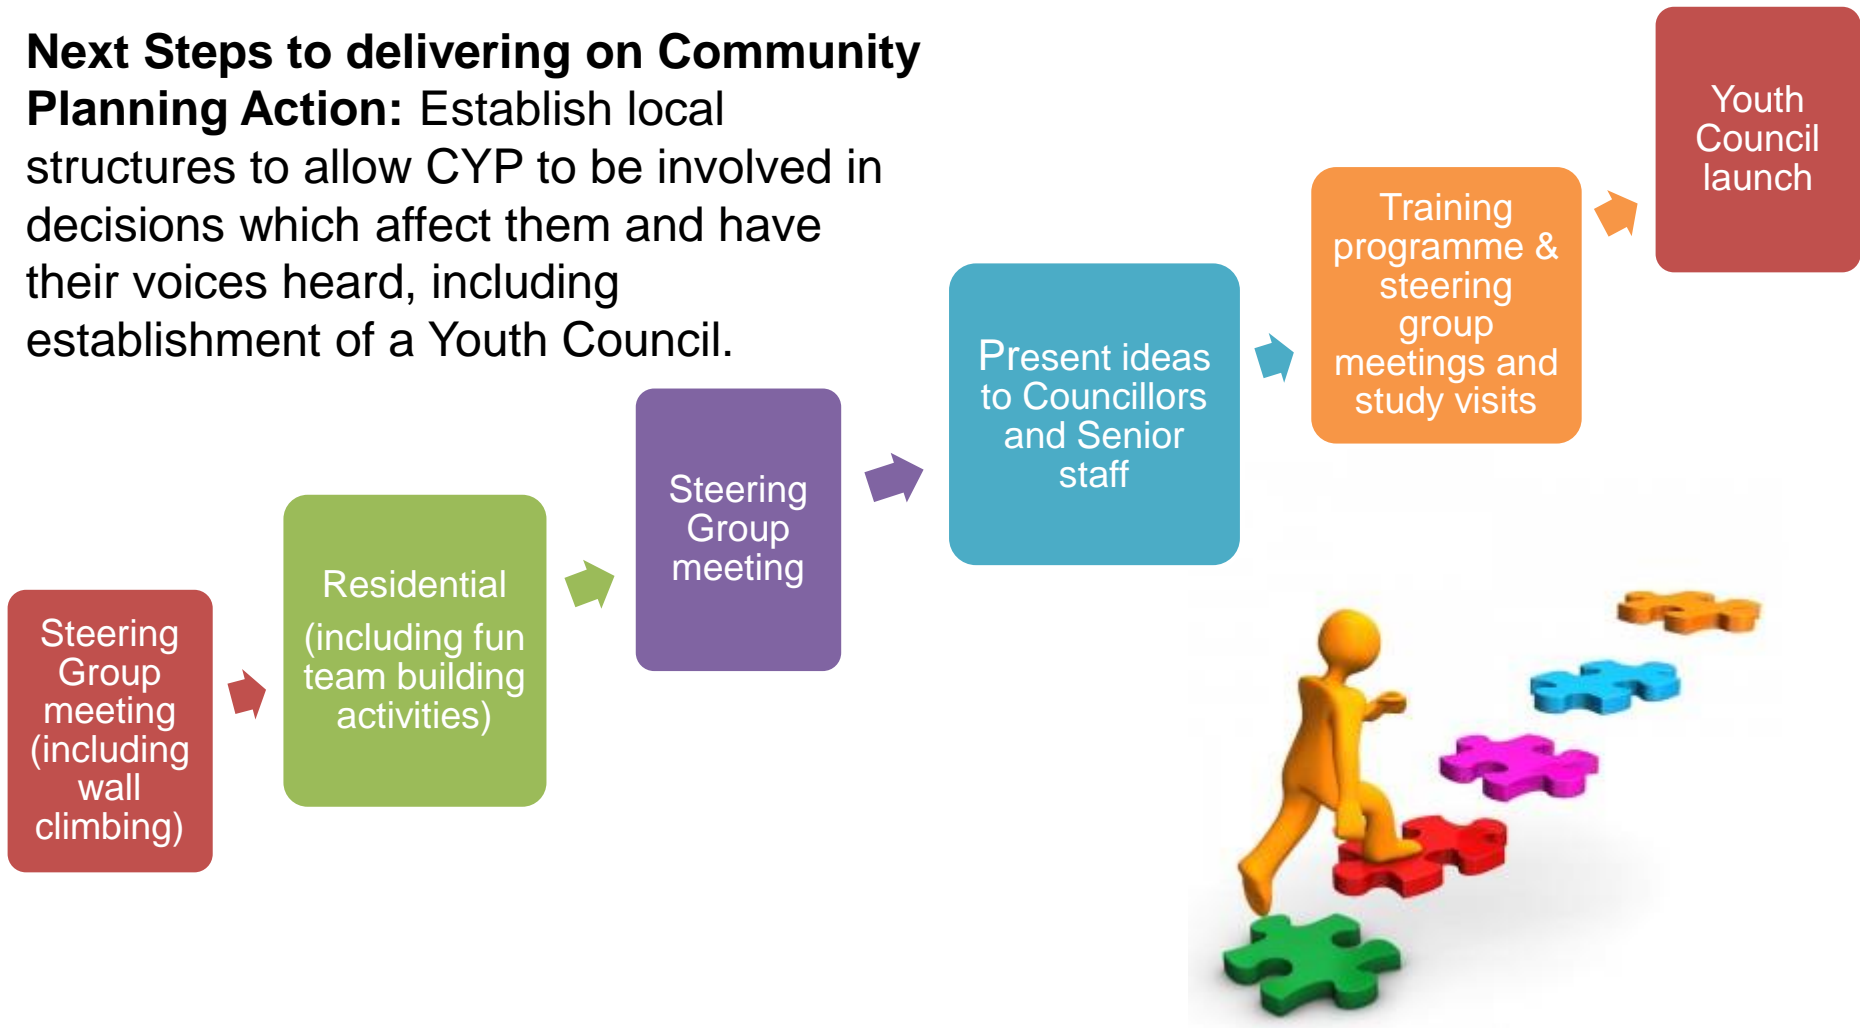 Next Steps to delivering on Community
Planning Action: Establish local
structures to allow CYP to be involved in
decisions which affect them and have
their voices heard, including
establishment of a Youth Council.
Steering
Group
meeting
(including
wall
climbing)
Residential
(including fun
team building
activities)
Steering
Group
meeting
Present ideas
to Councillors
and Senior
staff
Training
programme &
steering
group
meetings and
study visits
Youth
Council
launch